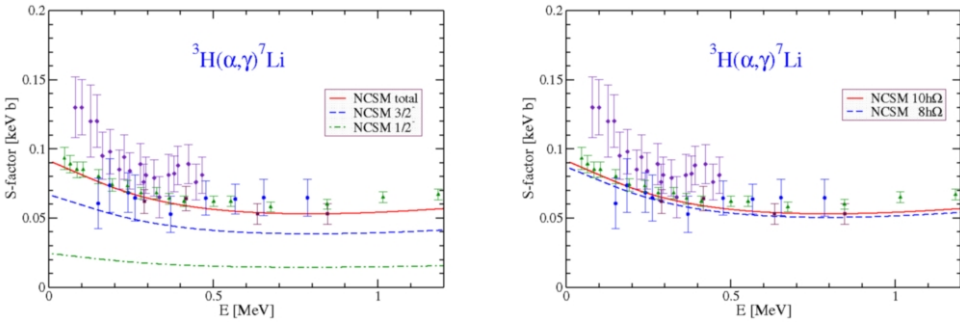 0.2
³H(α,γ)⁷Li
0.15
NCSM total
NCSM 3/2⁻
NCSM 1/2⁻
0.1
S-factor [keV b]
0.05
0
0 0.5 1
E [MeV]
0.2
³H(α,γ)⁷Li
0.15
NCSM 10hΩ
NCSM 8hΩ
0.1
S-factor [keV b]
0.05
0
0 0.5 1
E [MeV]